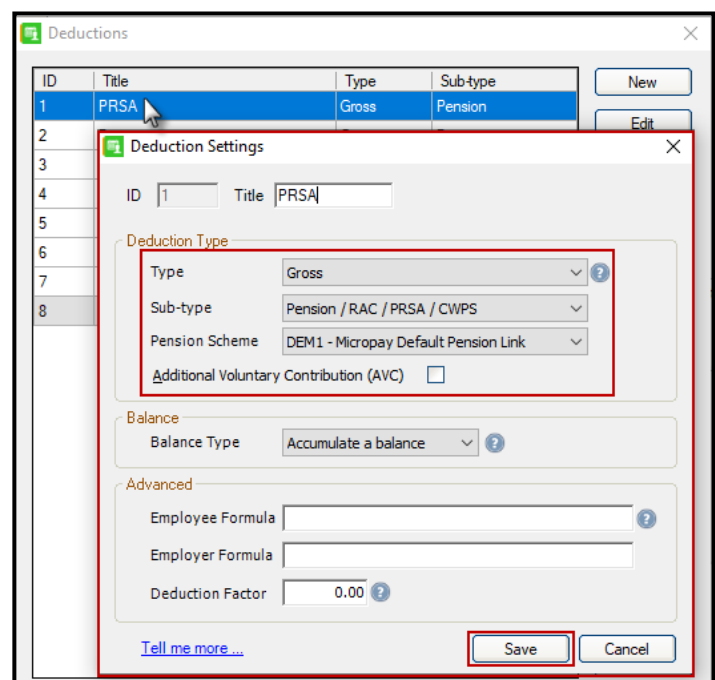 Deductions
ID Title Type Sub-type
New
1 PRSA Gross Pension
Edit
2
Deduction Settings
3
ID 1 Title PRSA
4
5
Deduction Type
6
Type Gross
7
8
Sub-type Pension / RAC / PRSA / CWPS
Pension Scheme DEM1 - Micropay Default Pension Link
Additional Voluntary Contribution (AVC)
Balance
Balance Type Accumulate a balance
Advanced
Employee Formula
Employer Formula
Deduction Factor 0.00
Tell me more ...
Save Cancel